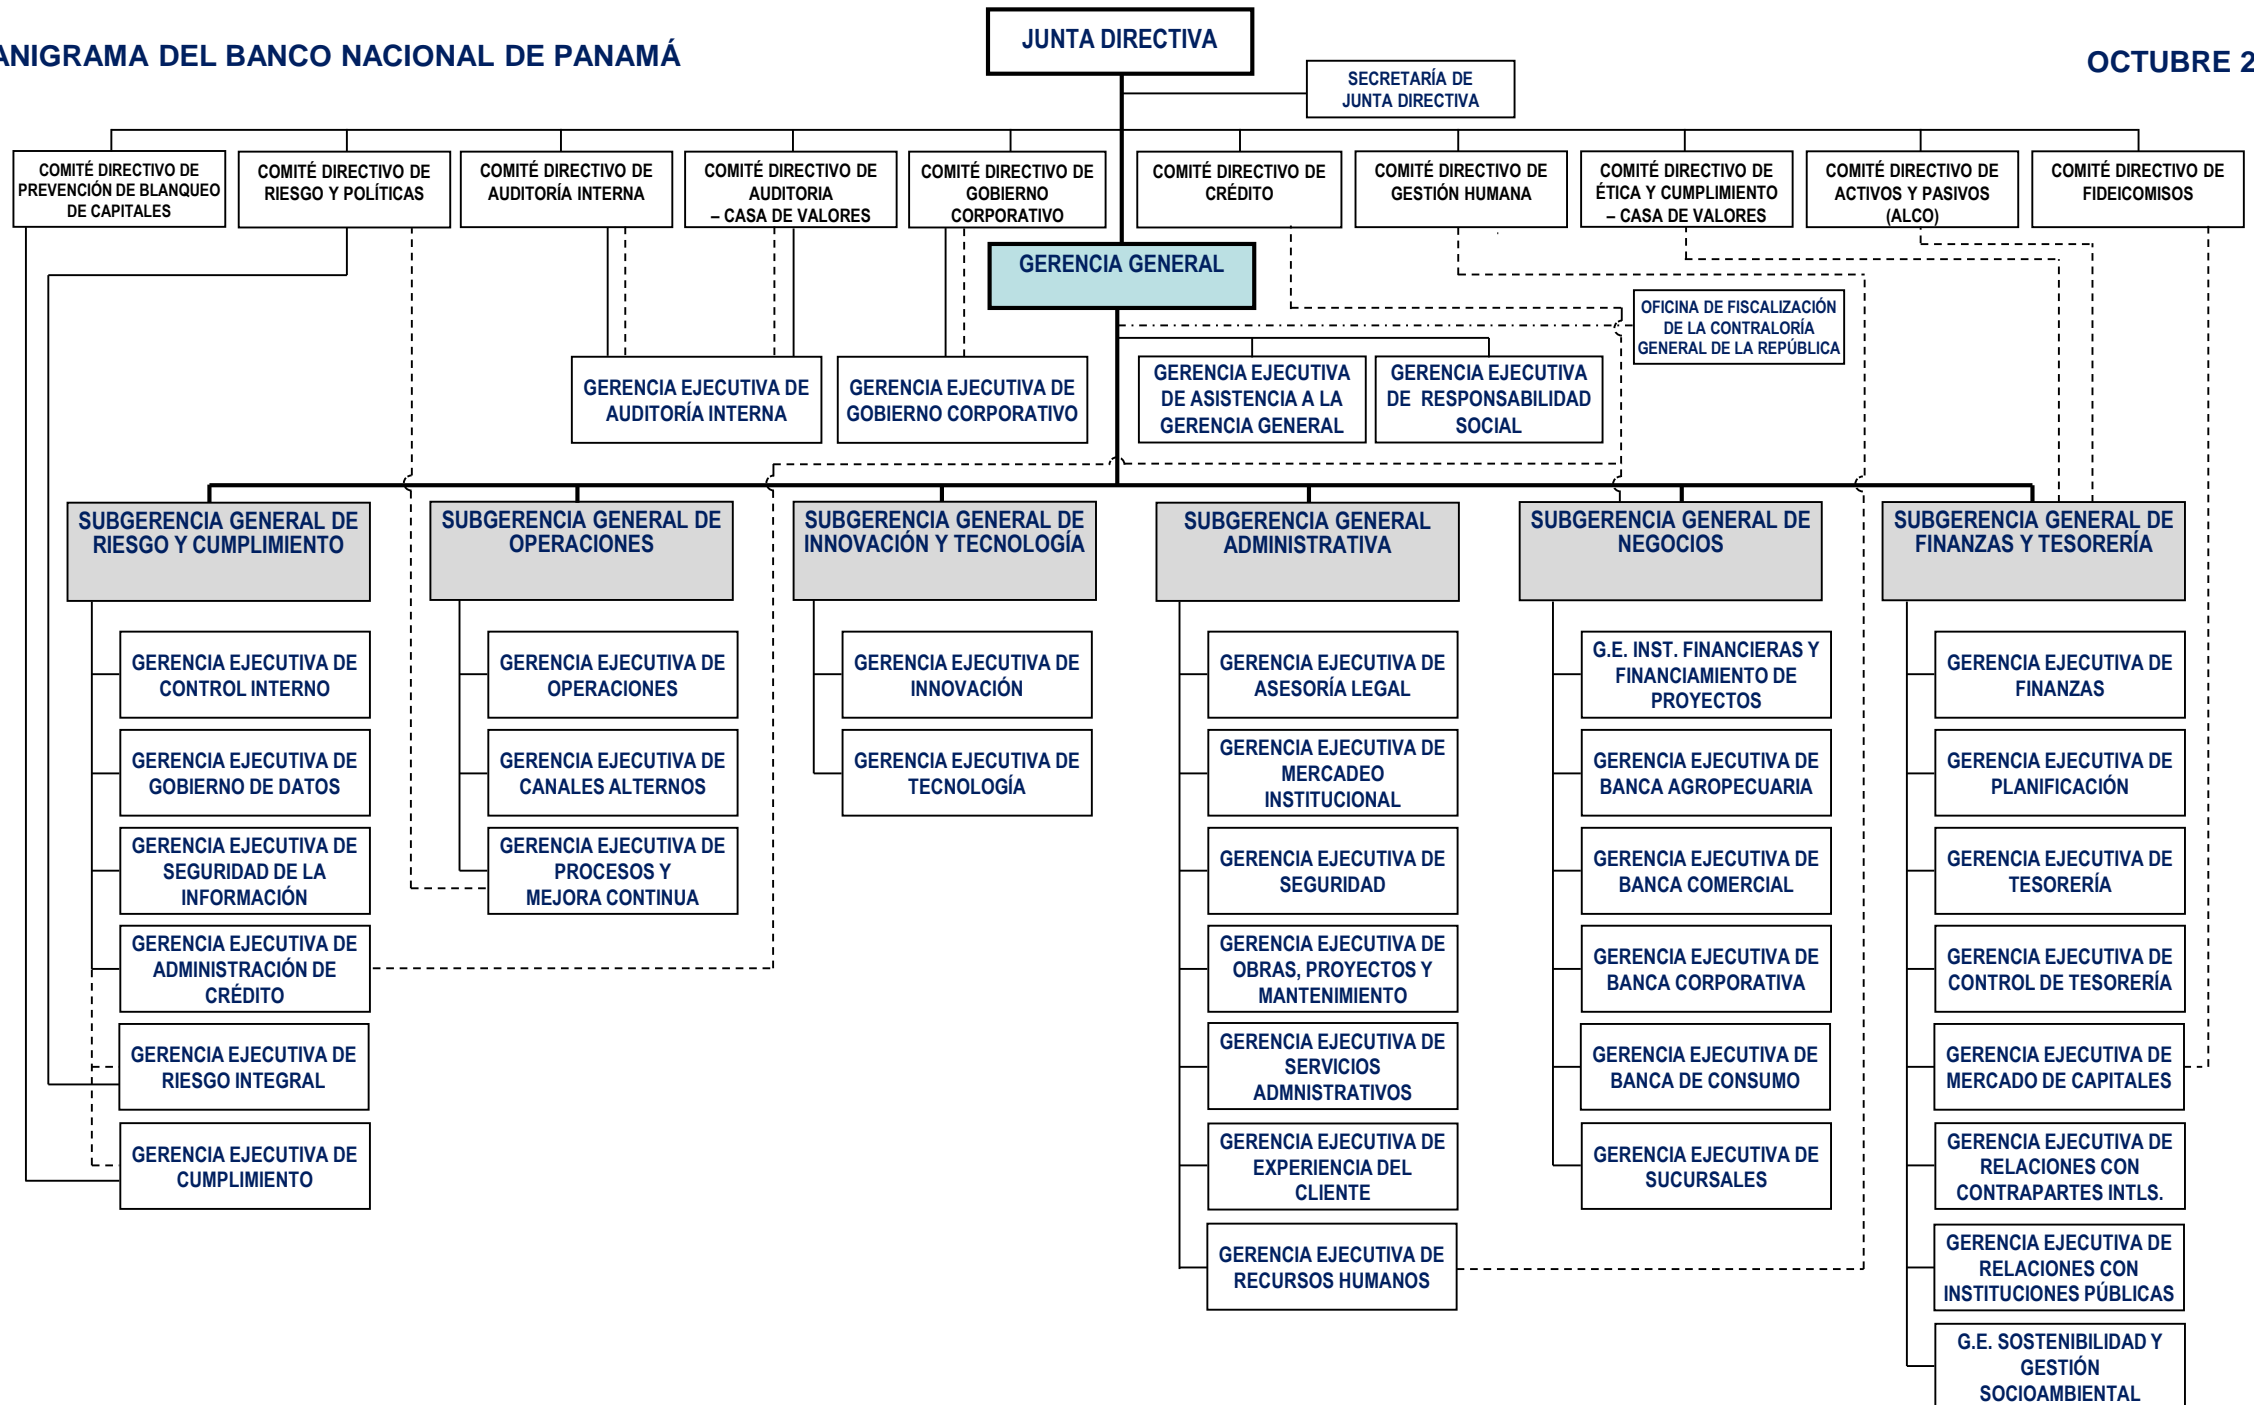 ANIGRAMA DEL BANCO NACIONAL DE PANAMÁ
OCTUBRE 2
JUNTA DIRECTIVA
SECRETARÍA DE
JUNTA DIRECTIVA
COMITÉ DIRECTIVO DE
PREVENCIÓN DE BLANQUEO
DE CAPITALES
COMITÉ DIRECTIVO DE
RIESGO Y POLÍTICAS
COMITÉ DIRECTIVO DE
AUDITORÍA INTERNA
COMITÉ DIRECTIVO DE
AUDITORIA
– CASA DE VALORES
COMITÉ DIRECTIVO DE
GOBIERNO
CORPORATIVO
COMITÉ DIRECTIVO DE
CRÉDITO
COMITÉ DIRECTIVO DE
GESTIÓN HUMANA
COMITÉ DIRECTIVO DE
ÉTICA Y CUMPLIMIENTO
– CASA DE VALORES
COMITÉ DIRECTIVO DE
ACTIVOS Y PASIVOS
(ALCO)
COMITÉ DIRECTIVO DE
FIDEICOMISOS
GERENCIA GENERAL
OFICINA DE FISCALIZACIÓN
DE LA CONTRALORÍA
GENERAL DE LA REPÚBLICA
GERENCIA EJECUTIVA DE
AUDITORÍA INTERNA
GERENCIA EJECUTIVA DE
GOBIERNO CORPORATIVO
GERENCIA EJECUTIVA
DE ASISTENCIA A LA
GERENCIA GENERAL
GERENCIA EJECUTIVA
DE RESPONSABILIDAD
SOCIAL
SUBGERENCIA GENERAL DE
RIESGO Y CUMPLIMIENTO
SUBGERENCIA GENERAL DE
OPERACIONES
SUBGERENCIA GENERAL DE
INNOVACIÓN Y TECNOLOGÍA
SUBGERENCIA GENERAL
ADMINISTRATIVA
SUBGERENCIA GENERAL DE
NEGOCIOS
SUBGERENCIA GENERAL DE
FINANZAS Y TESORERÍA
GERENCIA EJECUTIVA DE
CONTROL INTERNO
GERENCIA EJECUTIVA DE
GOBIERNO DE DATOS
GERENCIA EJECUTIVA DE
SEGURIDAD DE LA
INFORMACIÓN
GERENCIA EJECUTIVA DE
ADMINISTRACIÓN DE
CRÉDITO
GERENCIA EJECUTIVA DE
RIESGO INTEGRAL
GERENCIA EJECUTIVA DE
CUMPLIMIENTO
GERENCIA EJECUTIVA DE
OPERACIONES
GERENCIA EJECUTIVA DE
CANALES ALTERNOS
GERENCIA EJECUTIVA DE
PROCESOS Y
MEJORA CONTINUA
GERENCIA EJECUTIVA DE
INNOVACIÓN
GERENCIA EJECUTIVA DE
TECNOLOGÍA
GERENCIA EJECUTIVA DE
ASESORÍA LEGAL
GERENCIA EJECUTIVA DE
MERCADEO
INSTITUCIONAL
GERENCIA EJECUTIVA DE
SEGURIDAD
GERENCIA EJECUTIVA DE
OBRAS, PROYECTOS Y
MANTENIMIENTO
GERENCIA EJECUTIVA DE
SERVICIOS
ADMNISTRATIVOS
GERENCIA EJECUTIVA DE
EXPERIENCIA DEL
CLIENTE
GERENCIA EJECUTIVA DE
RECURSOS HUMANOS
G.E. INST. FINANCIERAS Y
FINANCIAMIENTO DE
PROYECTOS
GERENCIA EJECUTIVA DE
BANCA AGROPECUARIA
GERENCIA EJECUTIVA DE
BANCA COMERCIAL
GERENCIA EJECUTIVA DE
BANCA CORPORATIVA
GERENCIA EJECUTIVA DE
BANCA DE CONSUMO
GERENCIA EJECUTIVA DE
SUCURSALES
GERENCIA EJECUTIVA DE
FINANZAS
GERENCIA EJECUTIVA DE
PLANIFICACIÓN
GERENCIA EJECUTIVA DE
TESORERÍA
GERENCIA EJECUTIVA DE
CONTROL DE TESORERÍA
GERENCIA EJECUTIVA DE
MERCADO DE CAPITALES
GERENCIA EJECUTIVA DE
RELACIONES CON
CONTRAPARTES INTLS.
GERENCIA EJECUTIVA DE
RELACIONES CON
INSTITUCIONES PÚBLICAS
G.E. SOSTENIBILIDAD Y
GESTIÓN
SOCIOAMBIENTAL